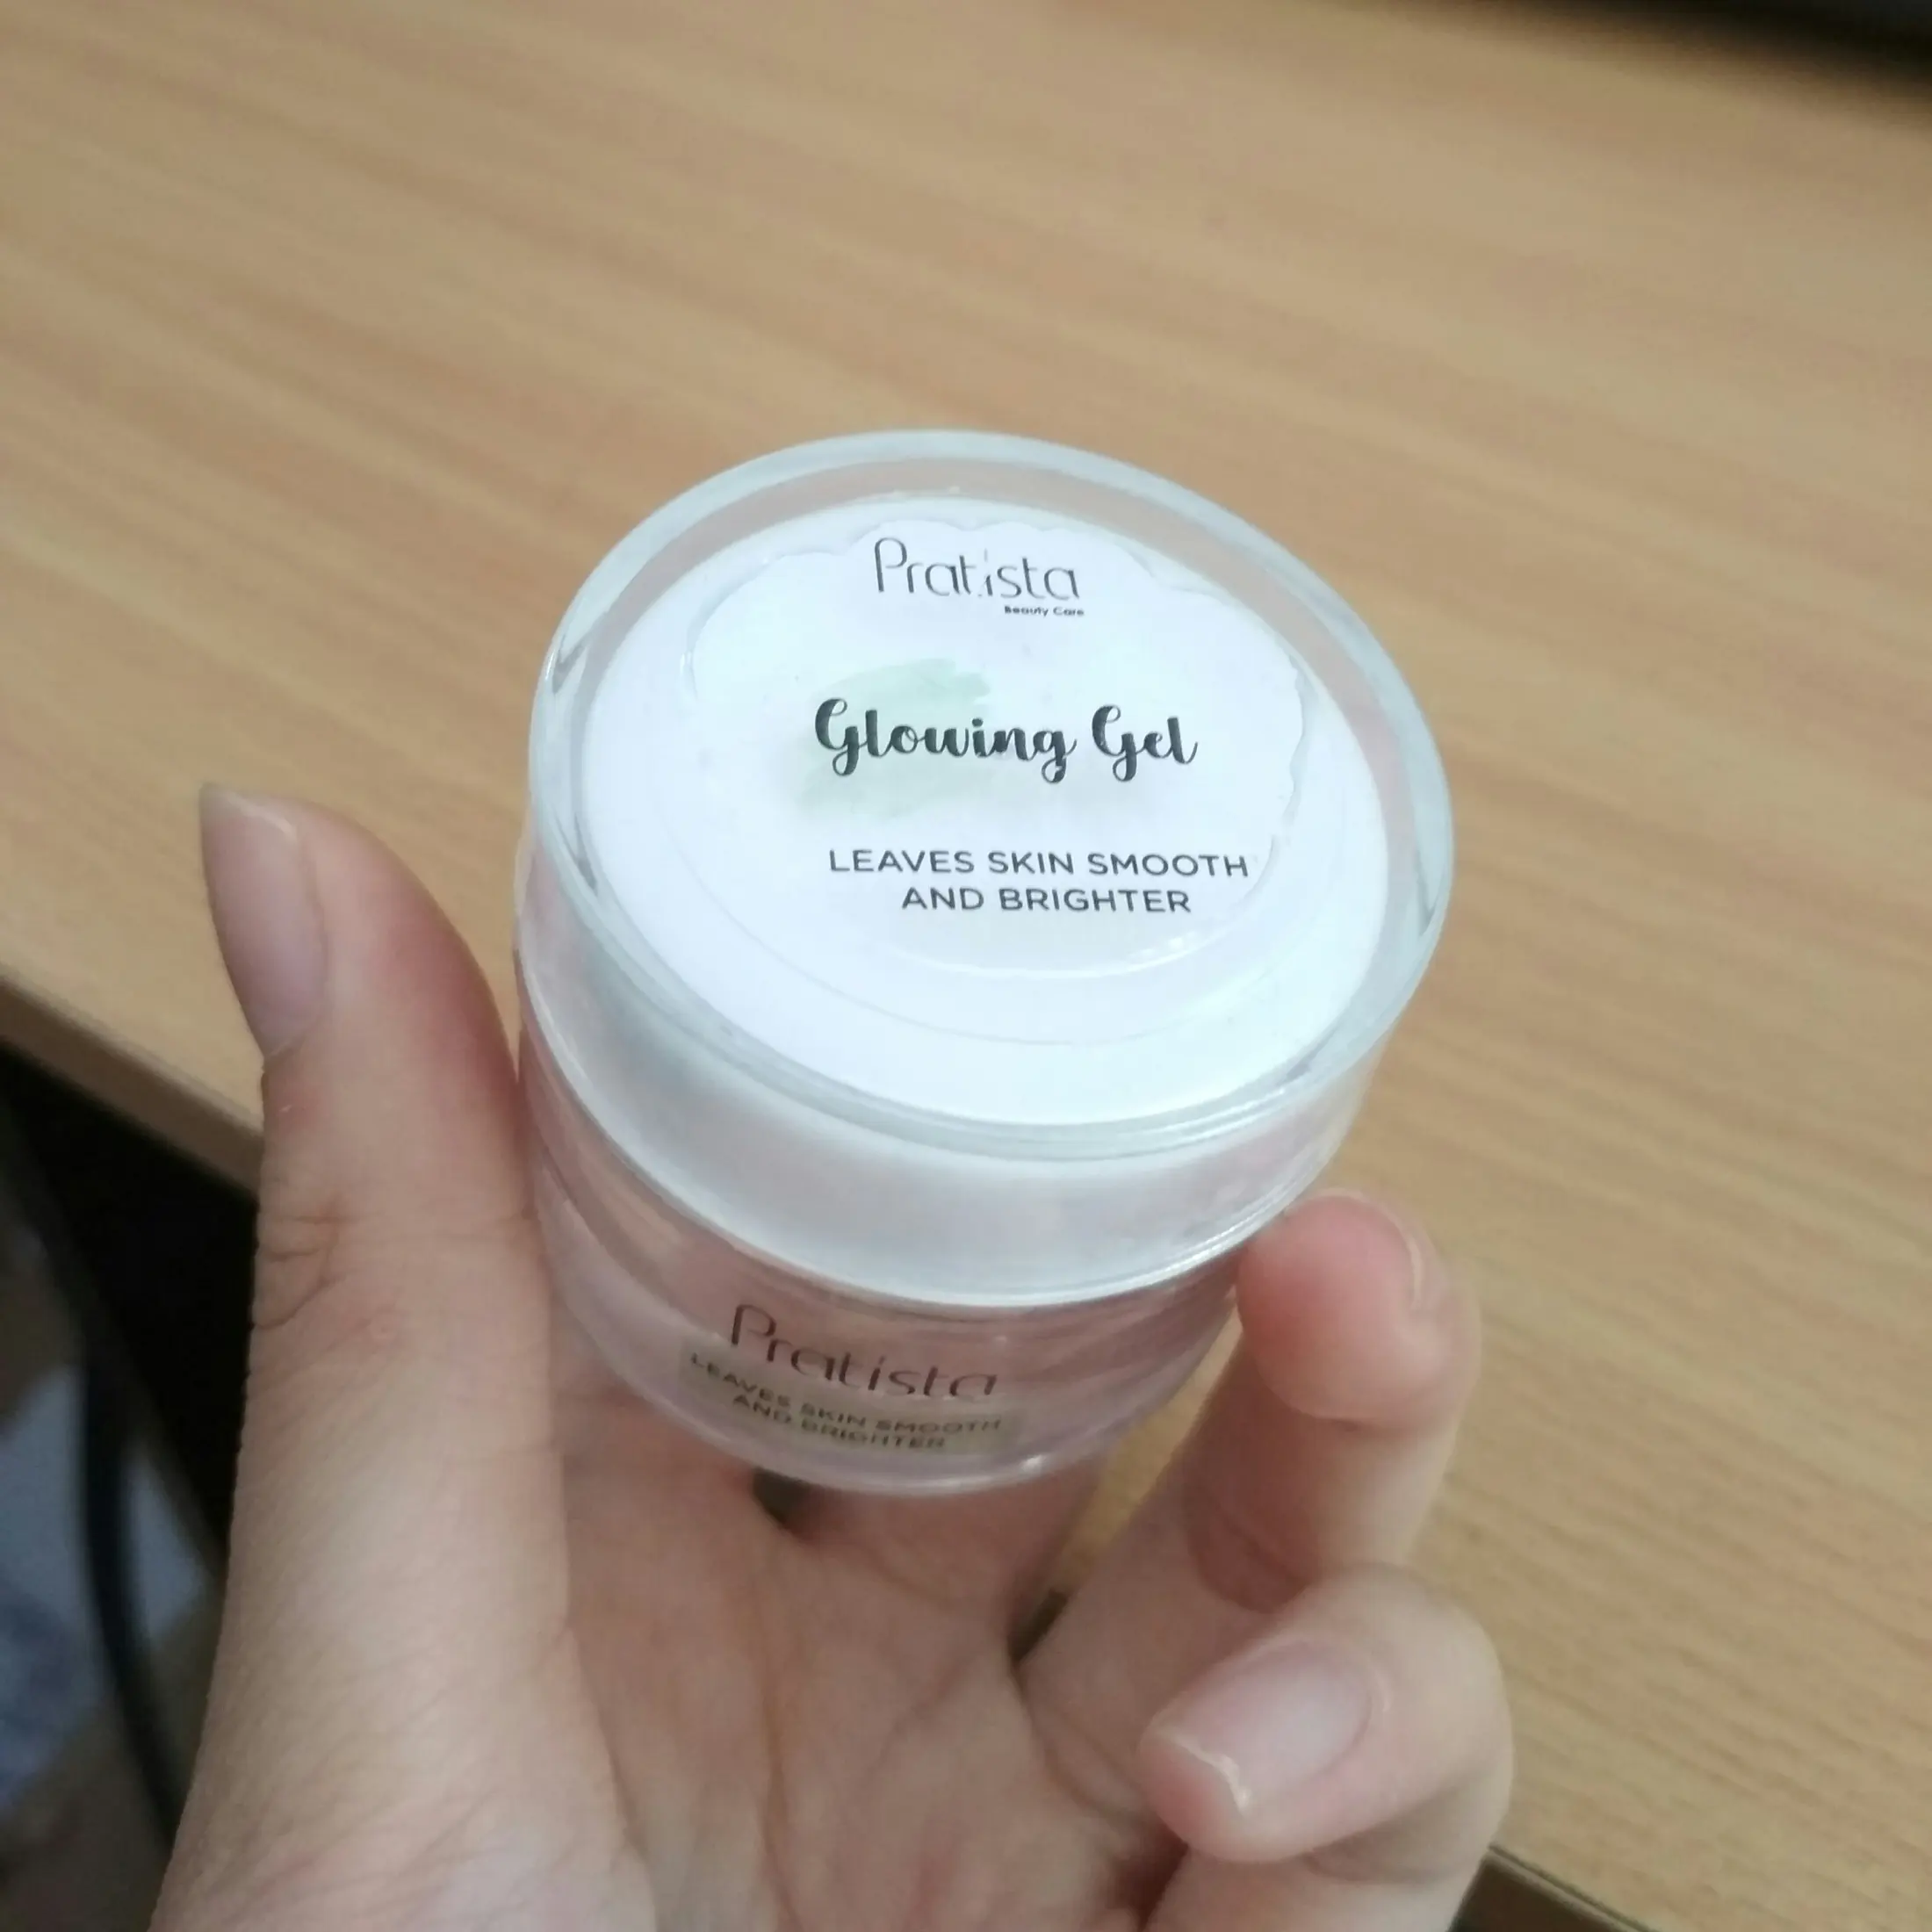 Pratista
Beauty Care
Glowing Gel
LEAVES SKIN SMOOTH
AND BRIGHTER
Pratista
LEAVES SKIN SMOOTH
AND BRIGHTER